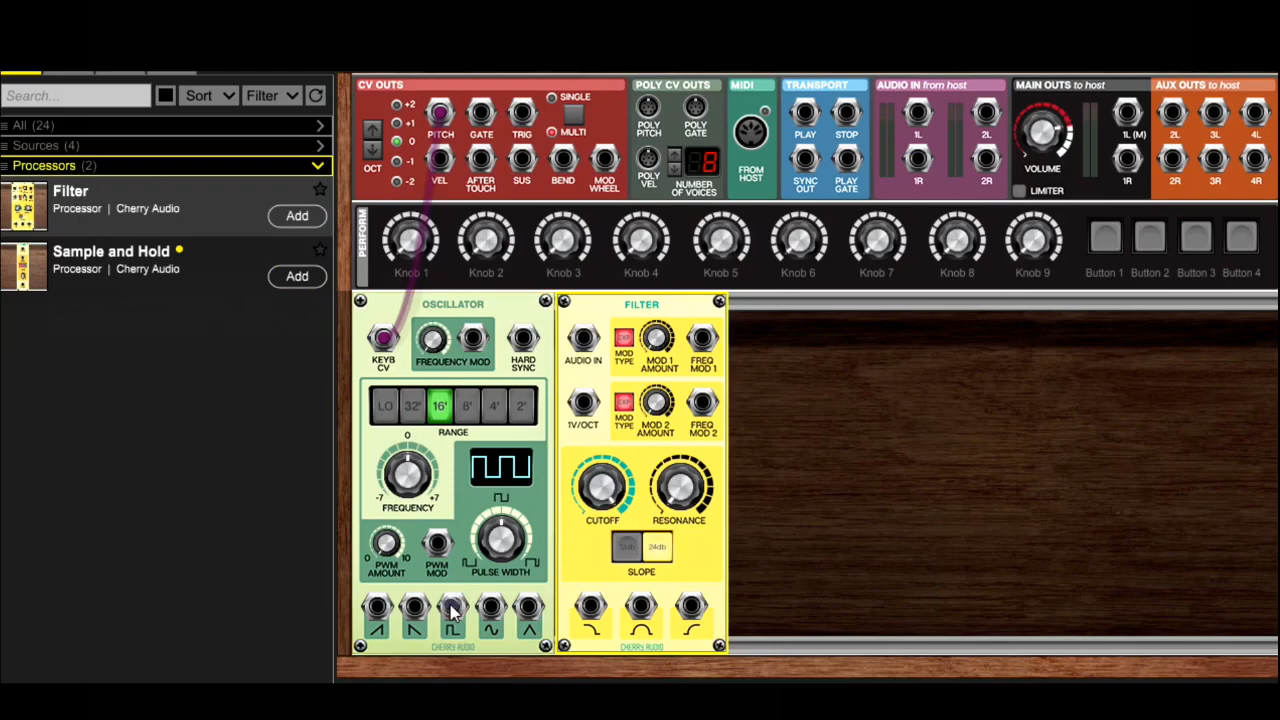 Search...
Sort
Filter
All (24)
Sources (4)
Processors (2)
Filter
Processor | Cherry Audio
Add
Sample and Hold
Processor | Cherry Audio
Add
CV OUTS
+2
+1
0
-1
-2
OCT
PITCH GATE TRIG
SINGLE
MULTI
VEL AFTER TOUCH SUS BEND MOD WHEEL
POLY CV OUTS
POLY PITCH
POLY GATE
POLY VEL
8
NUMBER OF VOICES
MIDI
FROM HOST
TRANSPORT
PLAY STOP
SYNC OUT
PLAY GATE
AUDIO IN from host
1L 2L
1R 2R
MAIN OUTS to host
VOLUME
LIMITER
1L (M)
1R
AUX OUTS to host
2L 3L 4L
2R 3R 4R
PERFORM
Knob 1 Knob 2 Knob 3 Knob 4 Knob 5 Knob 6 Knob 7 Knob 8 Knob 9 Button 1 Button 2 Button 3 Button 4
OSCILLATOR
KEYB CV
FREQUENCY MOD
HARD SYNC
LO 32' 16' 8' 4' 2'
RANGE
0
-7 +7
FREQUENCY
0 10
PWM AMOUNT
PWM MOD
PULSE WIDTH
CHERRY AUDIO
FILTER
AUDIO IN
EXP
MOD TYPE
MOD 1 AMOUNT
FREQ MOD 1
1V/OCT
EXP
MOD TYPE
MOD 2 AMOUNT
FREQ MOD 2
CUTOFF RESONANCE
12db 24db
SLOPE
CHERRY AUDIO